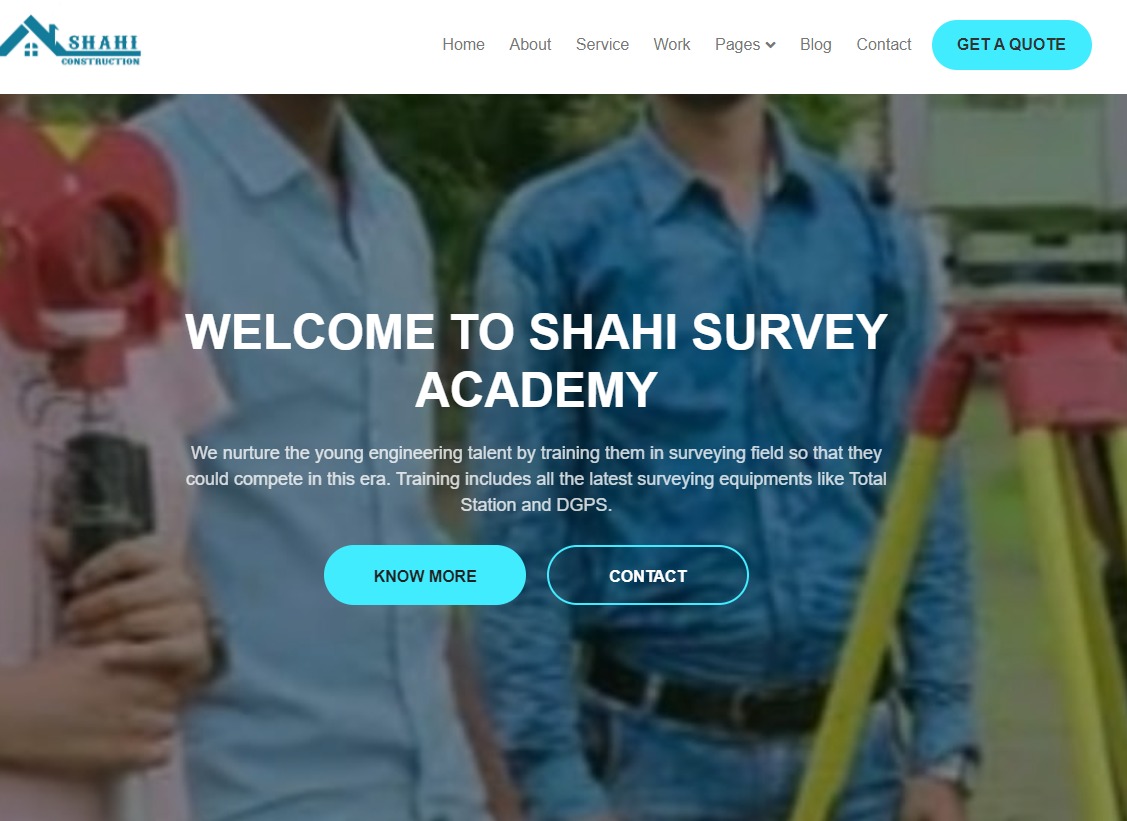 SHAHI
CONSTRUCTION
Home About Service Work Pages Blog Contact GET A QUOTE
WELCOME TO SHAHI SURVEY
ACADEMY
We nurture the young engineering talent by training them in surveying field so that they
could compete in this era. Training includes all the latest surveying equipments like Total
Station and DGPS.
KNOW MORE CONTACT